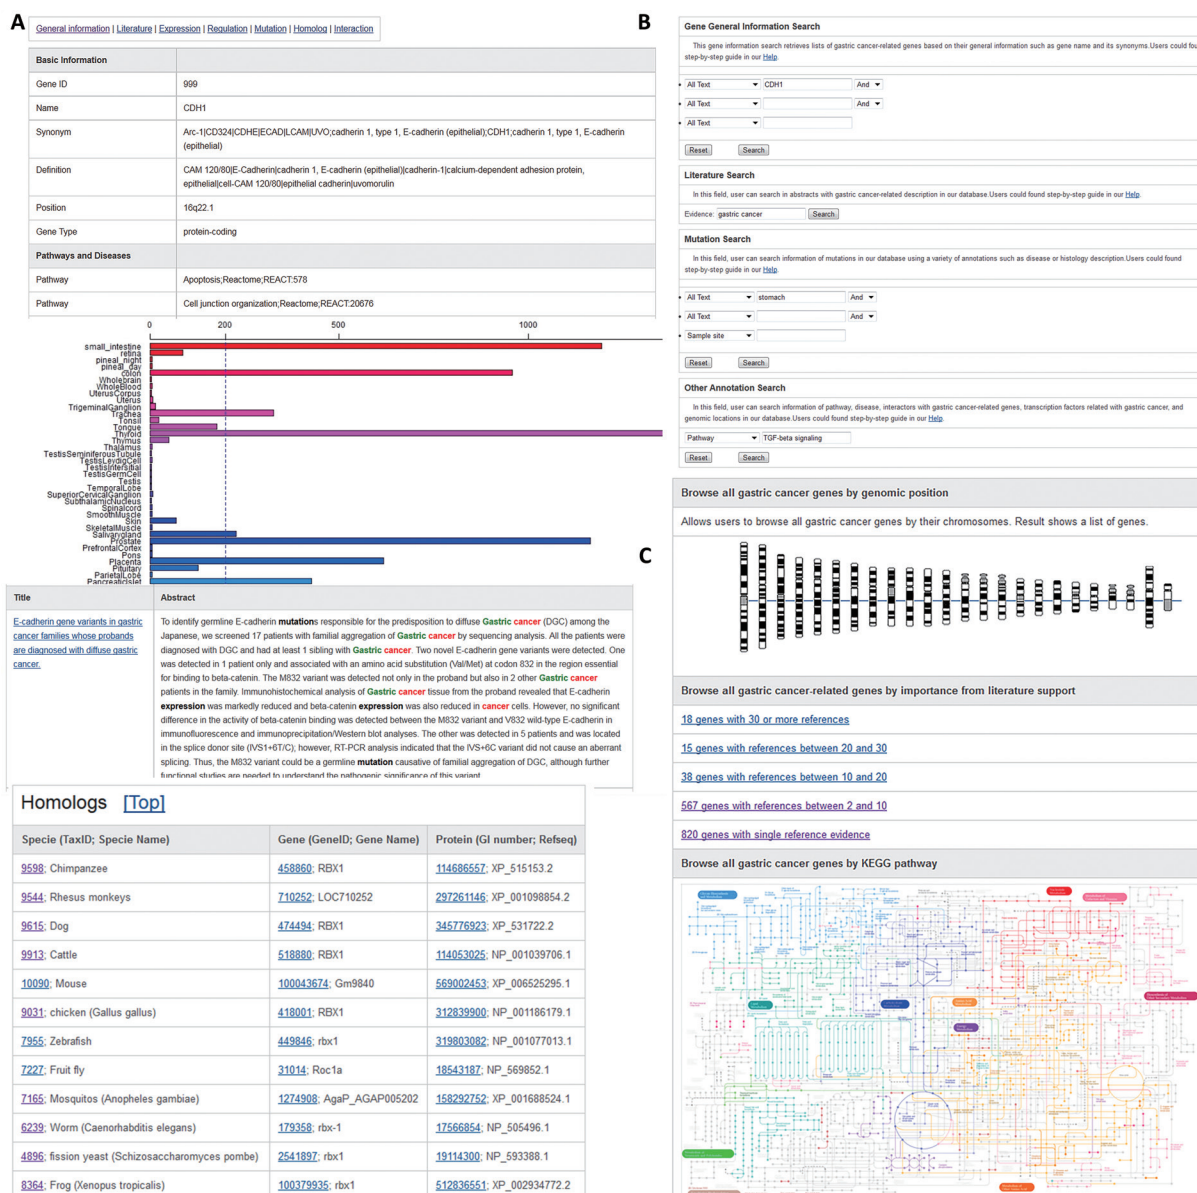 A
General information | Literature | Expression | Regulation | Mutation | Homolog | Interaction
Basic Information
Gene ID 999
Name CDH1
Synonym Arc-1|CD324|CDHE|ECAD|LCAM|UVO;cadherin 1, type 1, E-cadherin (epithelial);CDH1;cadherin 1, type 1, E-cadherin
(epithelial)
Definition CAM 120/80|E-Cadherin|cadherin 1, E-cadherin (epithelial)|cadherin-1|calcium-dependent adhesion protein,
epithelial|cell-CAM 120/80|epithelial cadherin|uvomorulin
Position 16q22.1
Gene Type protein-coding
Pathways and Diseases
Pathway Apoptosis;Reactome;REACT:578
Pathway Cell junction organization;Reactome;REACT:20676
0 200 500 1000
small_intestine
retina
pineal_night
pineal_day
colon
Wholebrain
WholeBlood
UterusCorpus
Uterus
TrigeminalGanglion
Trachea
Tonsil
Tongue
Thyroid
Thymus
Thalamus
TestisSeminiferousTubule
TestisLeydigCell
TestisIntersitial
TestisGermCell
Testis
TemporalLobe
SuperiorCervicalGanglion
SubthalamicNucleus
Spinalcord
SmoothMuscle
Skin
SkeletalMuscle
Salivarygland
Prostate
PrefrontalCortex
Pons
Placenta
Pituitary
ParietalLobe
PancreaticIslet
Title Abstract
E-cadherin gene variants in gastric
cancer families whose probands
are diagnosed with diffuse gastric
cancer.
To identify germline E-cadherin mutations responsible for the predisposition to diffuse Gastric cancer (DGC) among the
Japanese, we screened 17 patients with familial aggregation of Gastric cancer by sequencing analysis. All the patients were
diagnosed with DGC and had at least 1 sibling with Gastric cancer. Two novel E-cadherin gene variants were detected. One
was detected in 1 patient only and associated with an amino acid substitution (Val/Met) at codon 832 in the region essential
for binding to beta-catenin. The M832 variant was detected not only in the proband but also in 2 other Gastric cancer
patients in the family. Immunohistochemical analysis of Gastric cancer tissue from the proband revealed that E-cadherin
expression was markedly reduced and beta-catenin expression was also reduced in cancer cells. However, no significant
difference in the activity of beta-catenin binding was detected between the M832 variant and V832 wild-type E-cadherin in
immunofluorescence and immunoprecipitation/Western blot analyses. The other was detected in 5 patients and was located
in the splice donor site (IVS1+6T/C); however, RT-PCR analysis indicated that the IVS+6C variant did not cause an aberrant
splicing. Thus, the M832 variant could be a germline mutation causative of familial aggregation of DGC, although further
functional studies are needed to understand the pathogenic significance of this variant
Homologs [Top]
Specie (TaxID; Specie Name) Gene (GeneID; Gene Name) Protein (GI number; Refseq)
9598; Chimpanzee 458860; RBX1 114686557; XP_515153.2
9544; Rhesus monkeys 710252; LOC710252 297261146; XP_001098854.2
9615; Dog 474494; RBX1 345776923; XP_531722.2
9913; Cattle 518880; RBX1 114053025; NP_001039706.1
10090; Mouse 100043674; Gm9840 569002453; XP_006525295.1
9031; chicken (Gallus gallus) 418001; RBX1 312839900; NP_001186179.1
7955; Zebrafish 449846; rbx1 319803082; NP_001077013.1
7227; Fruit fly 31014; Roc1a 18543187; NP_569852.1
7165; Mosquitos (Anopheles gambiae) 1274908; AgaP_AGAP005202 158292752; XP_001688524.1
6239; Worm (Caenorhabditis elegans) 179358; rbx-1 17566854; NP_505496.1
4896; fission yeast (Schizosaccharomyces pombe) 2541897; rbx1 19114300; NP_593388.1
8364; Frog (Xenopus tropicalis) 100379935; rbx1 512836551; XP_002934772.2
B
Gene General Information Search
This gene information search retrieves lists of gastric cancer-related genes based on their general information such as gene name and its synonyms.Users could fou
step-by-step guide in our Help.
All Text CDH1 And
All Text And
All Text
Reset Search
Literature Search
In this field, user can search in abstracts with gastric cancer-related description in our database.Users could found step-by-step guide in our Help.
Evidence: gastric cancer Search
Mutation Search
In this field, user can search information of mutations in our database using a variety of annotations such as disease or histology description.Users could found
step-by-step guide in our Help.
All Text stomach And
All Text And
Sample site
Reset Search
Other Annotation Search
In this field, user can search information of pathway, disease, interactors with gastric cancer-related genes, transcription factors related with gastric cancer, and
genomic locations in our database.Users could found step-by-step guide in our Help.
Pathway TGF-beta signaling
Reset Search
C
Browse all gastric cancer genes by genomic position
Allows users to browse all gastric cancer genes by their chromosomes. Result shows a list of genes.
Browse all gastric cancer-related genes by importance from literature support
18 genes with 30 or more references
15 genes with references between 20 and 30
38 genes with references between 10 and 20
567 genes with references between 2 and 10
820 genes with single reference evidence
Browse all gastric cancer genes by KEGG pathway